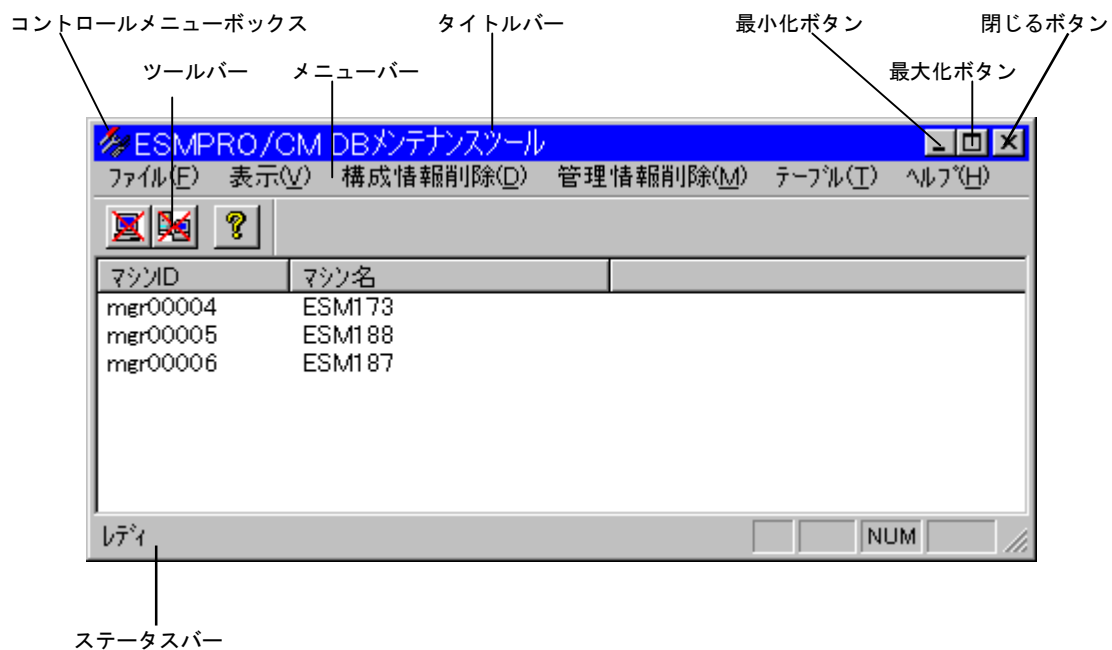 コントロールメニューボックス タイトルバー 最小化ボタン 閉じるボタン
ツールバー メニューバー 最大化ボタン
ESMPRO/CM DBメンテナンスツール
ファイル(F) 表示(V) 構成情報削除(D) 管理情報削除(M) テーブル(T) ヘルプ(H)
マシンID マシン名
mgr00004 ESM173
mgr00005 ESM188
mgr00006 ESM187
レディ NUM
ステータスバー